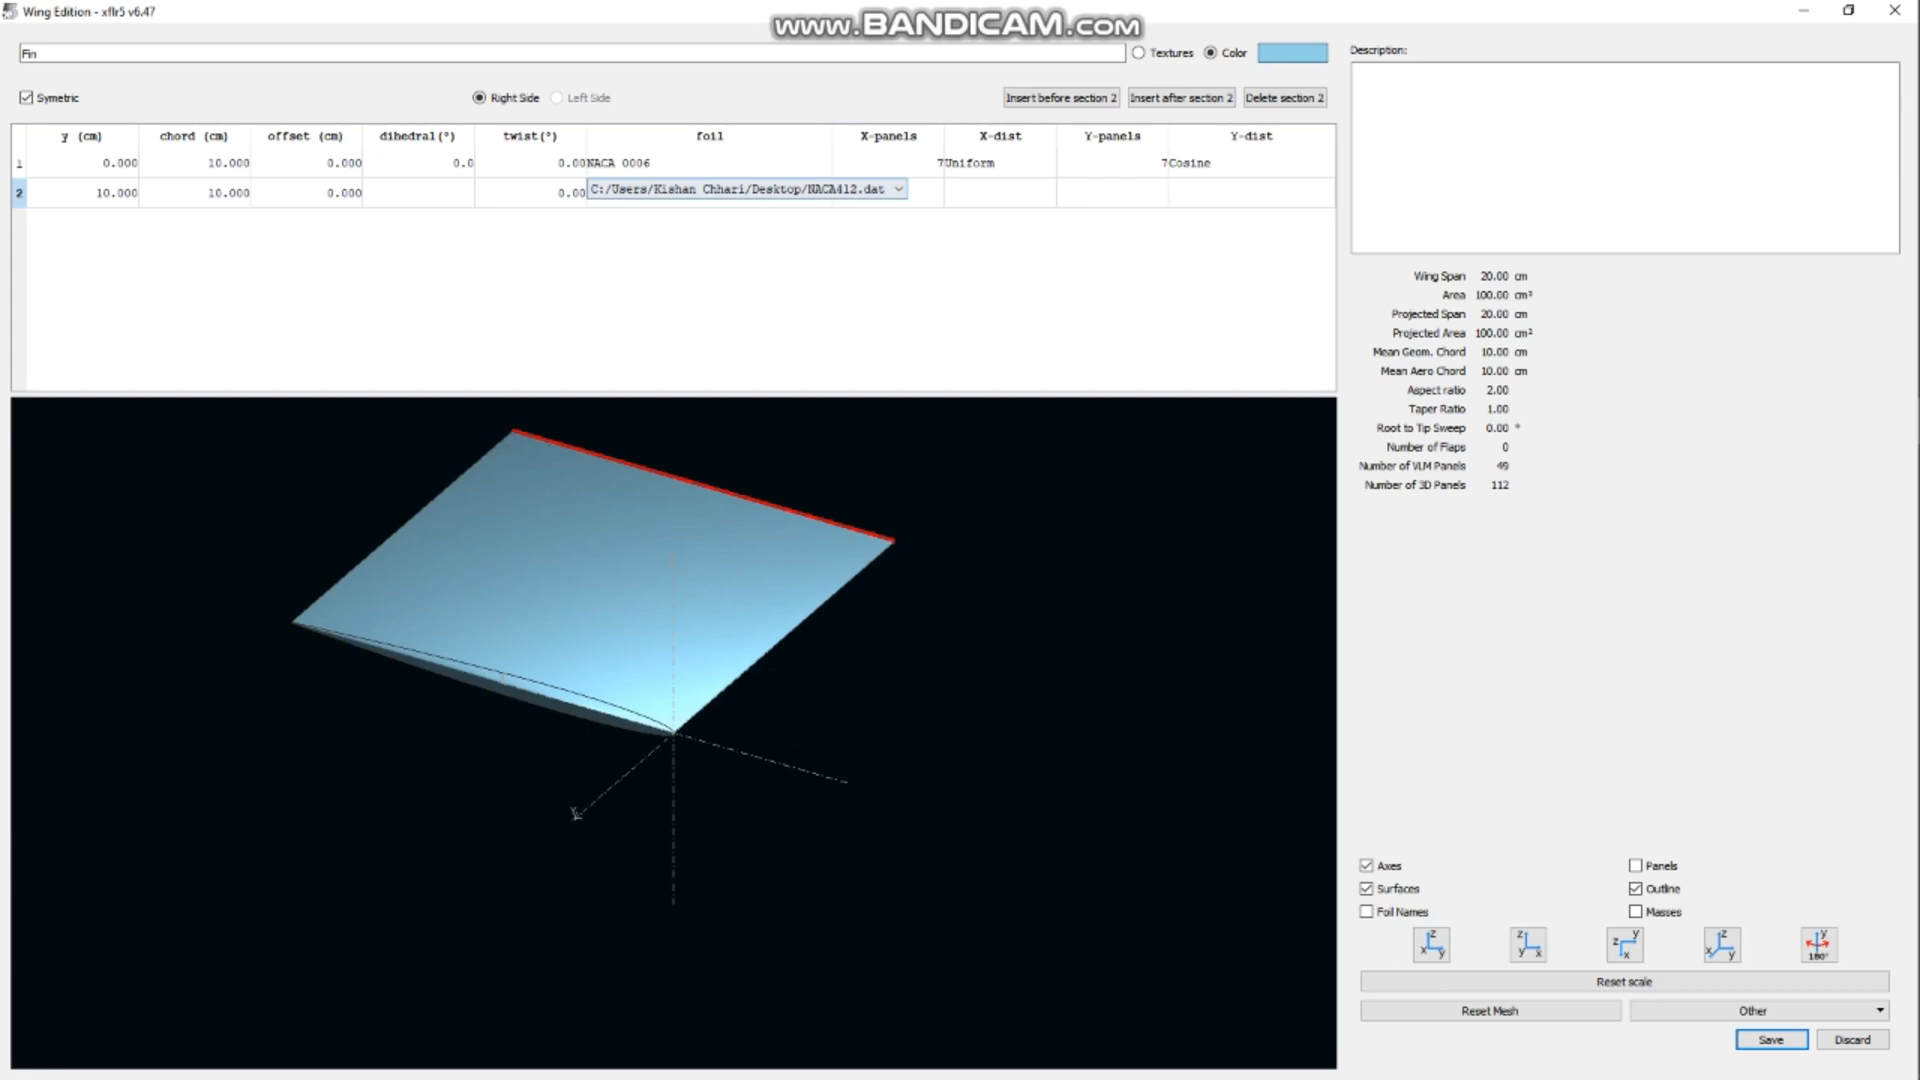 Wing Edition - xflr5 v6.47
www.BANDICAM.com
Fin
Textures Color
Description:
Symetric
Right Side Left Side
Insert before section 2 Insert after section 2 Delete section 2
y (cm) chord (cm) offset (cm) dihedral(°) twist(°) foil X-panels X-dist Y-panels Y-dist
1 0.000 10.000 0.000 0.0 0.00 NACA 0006 7 Uniform 7 Cosine
2 10.000 10.000 0.000 0.00 C:/Users/Kishan Chhari/Desktop/NACA412.dat
Wing Span 20.00 cm
Area 100.00 cm²
Projected Span 20.00 cm
Projected Area 100.00 cm²
Mean Geom. Chord 10.00 cm
Mean Aero Chord 10.00 cm
Aspect ratio 2.00
Taper Ratio 1.00
Root to Tip Sweep 0.00 °
Number of Flaps 0
Number of VLM Panels 49
Number of 3D Panels 112
Y
Axes Panels
Surfaces Outline
Foil Names Masses
z x y
z y x
y z x
z x y
y 180°
Reset scale
Reset Mesh Other
Save Discard